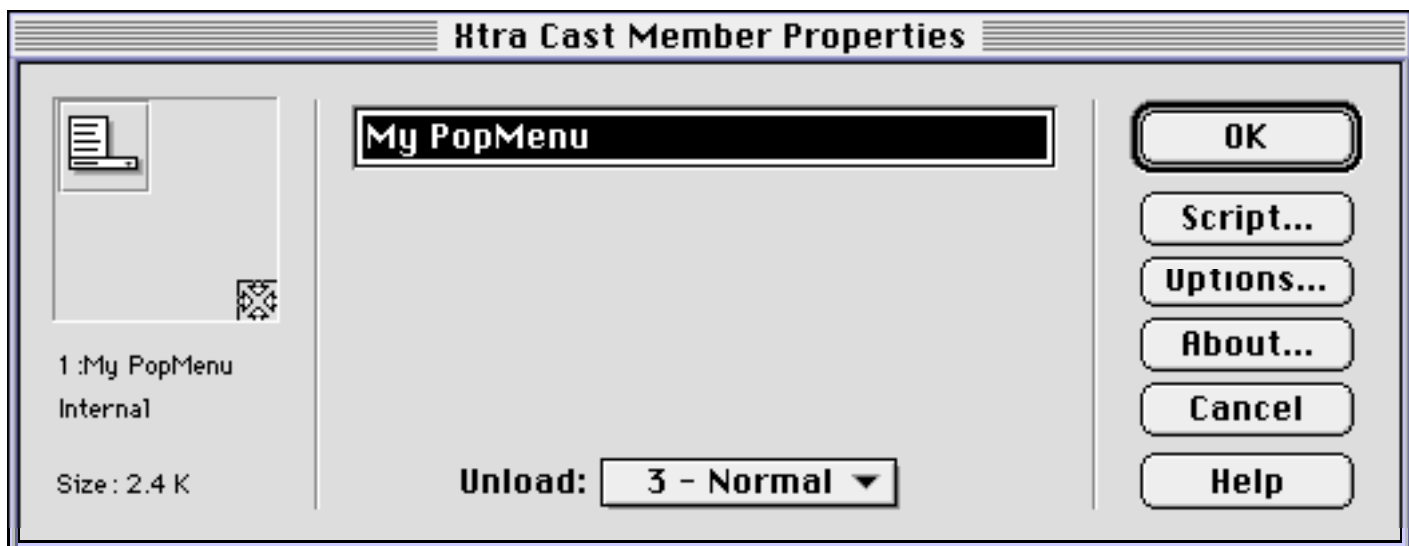 Xtra Cast Member Properties
My PopMenu
OK
Script...
Options...
About...
Cancel
Help
1 :My PopMenu
Internal
Size : 2.4 K
Unload: 3 - Normal